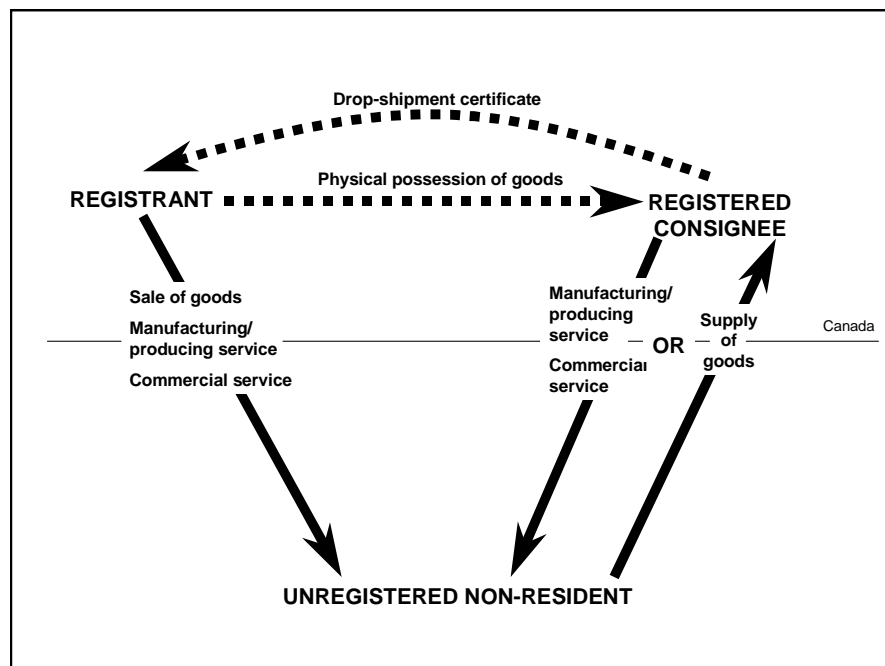 Drop-shipment certificate
Physical possession of goods
REGISTRANT
REGISTERED
CONSIGNEE
Sale of goods
Manufacturing/
producing service
Commercial service
Manufacturing/
producing
service
Commercial
service
OR
Supply
of
goods
Canada
UNREGISTERED NON-RESIDENT